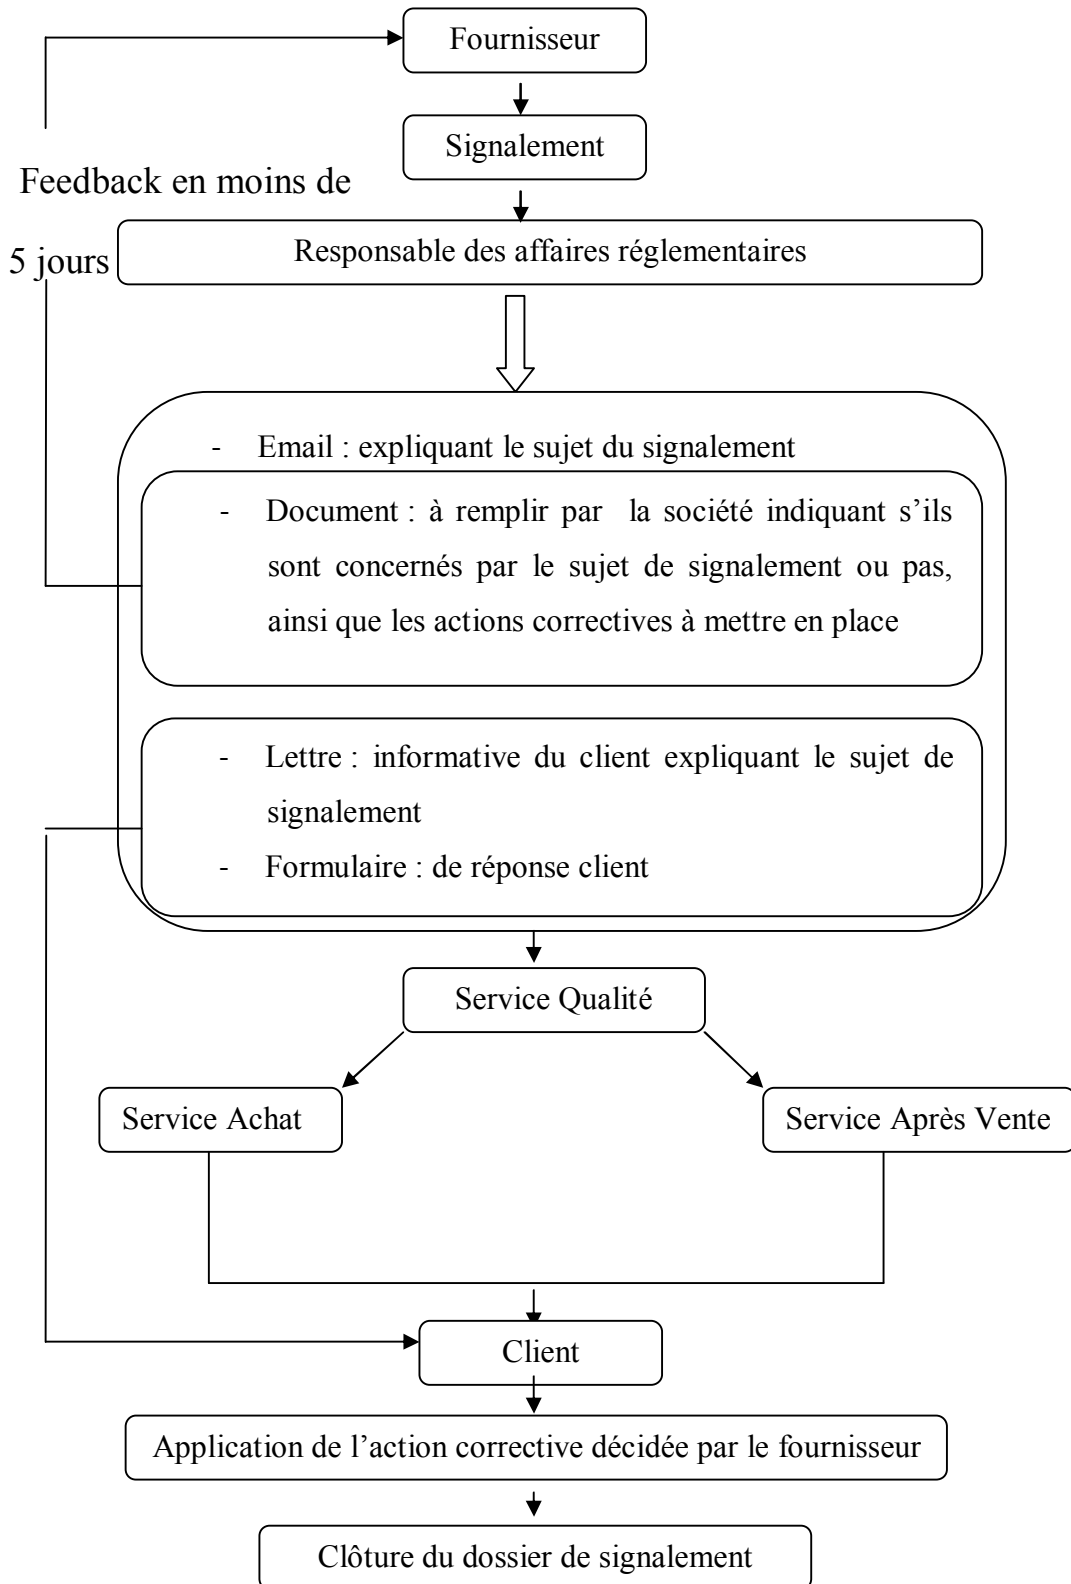 Fournisseur
Signalement
Feedback en moins de
5 jours
Responsable des affaires réglementaires
- Email : expliquant le sujet du signalement
- Document : à remplir par la société indiquant s’ils
sont concernés par le sujet de signalement ou pas,
ainsi que les actions correctives à mettre en place
- Lettre : informative du client expliquant le sujet de
signalement
- Formulaire : de réponse client
Service Qualité
Service Achat
Service Après Vente
Client
Application de l’action corrective décidée par le fournisseur
Clôture du dossier de signalement